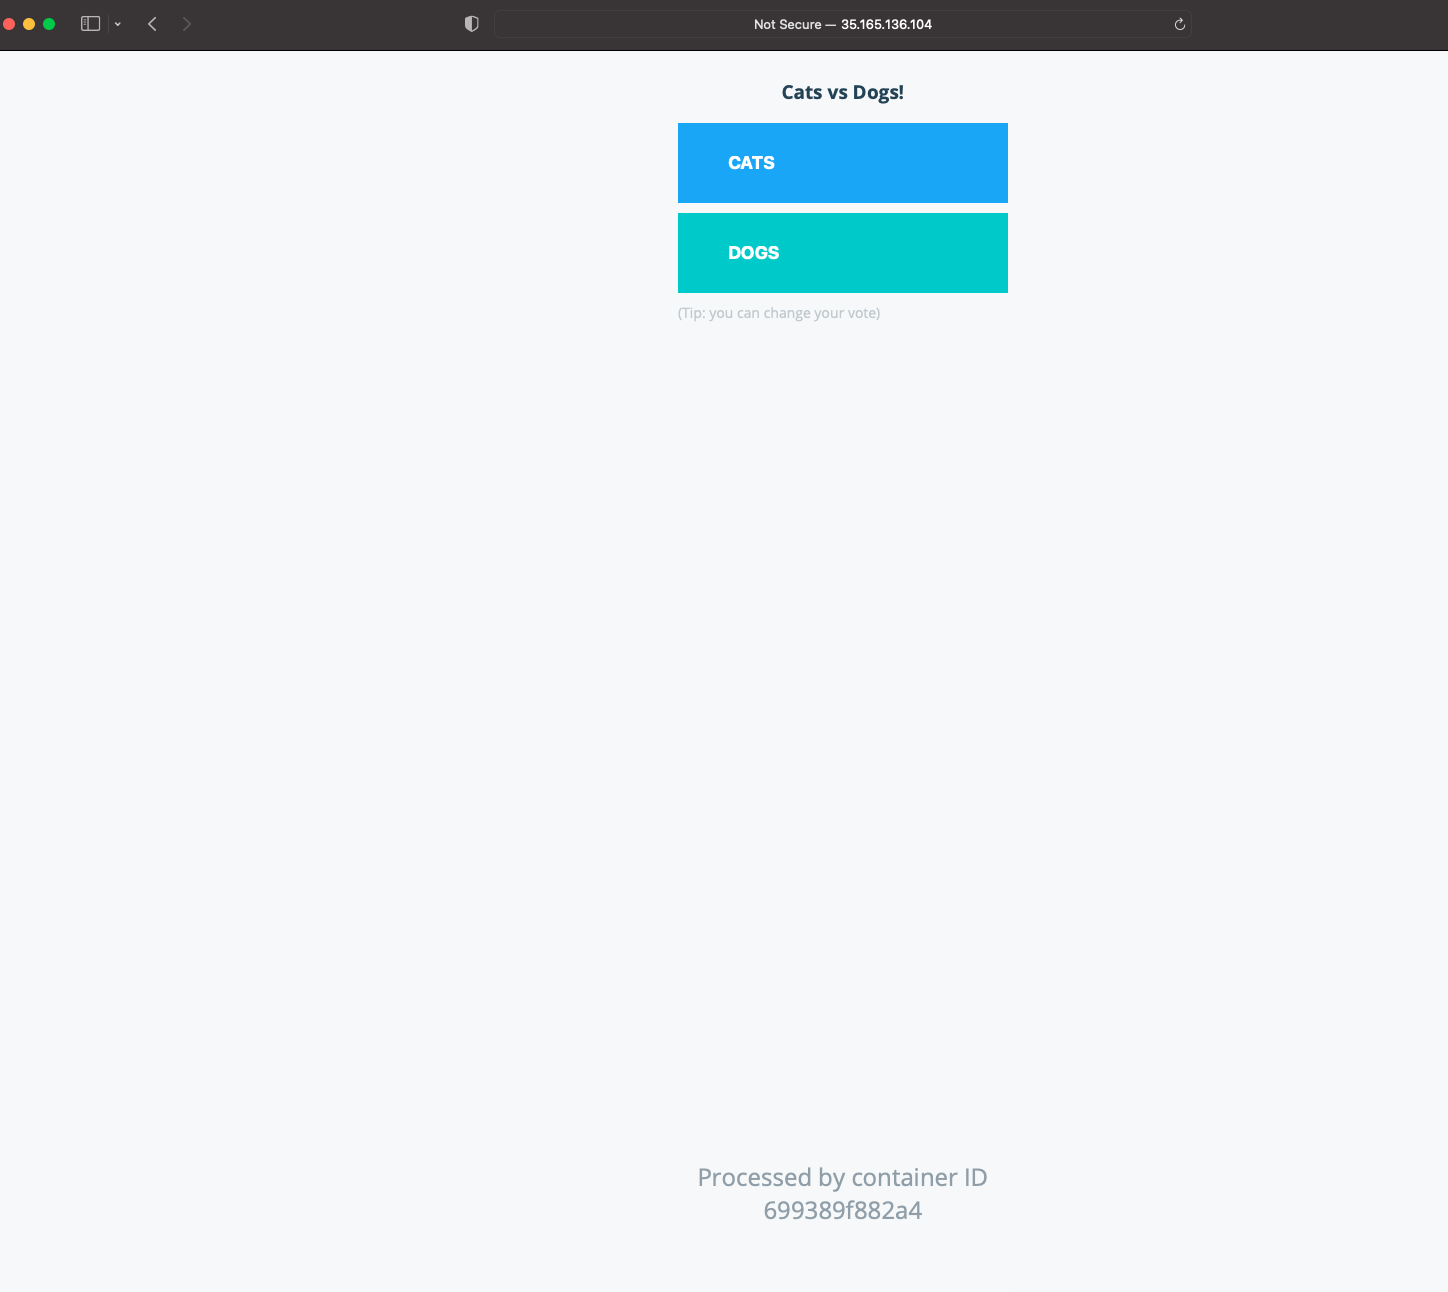 Not Secure — 35.165.136.104
Cats vs Dogs!
CATS
DOGS
(Tip: you can change your vote)
Processed by container ID
699389f882a4